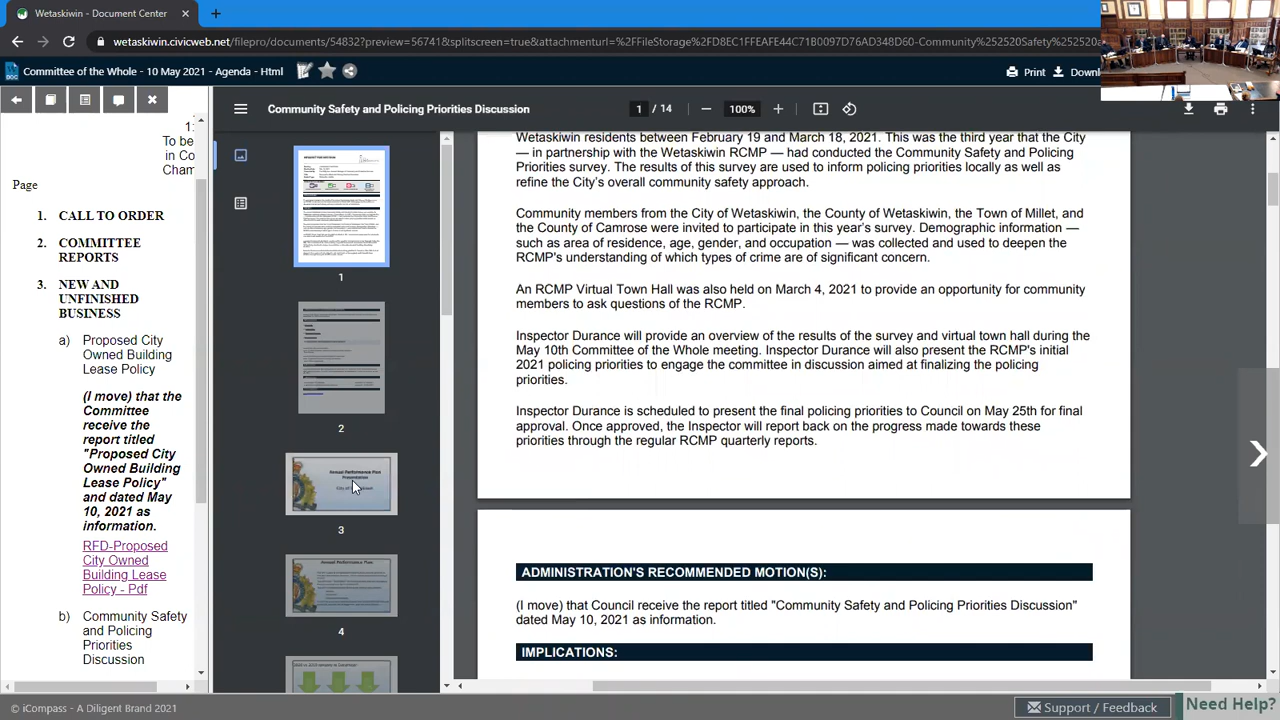 Wetaskiwin - Document Center
wetaskiwin.civicweb.net/filepro/documents/54832?preview=
Committee of the Whole - 10 May 2021 - Agenda - Html
Print
Downl
Community Safety and Policing Priorities Discussion
1 / 14
100%
To be
in Co
Cham
Page
CALL TO ORDER
2. COMMITTEE
REPORTS
3. NEW AND
UNFINISHED
BUSINESS
a) Proposed City
Owned Building
Lease Policy
(I move) that the
Committee
receive the
report titled
"Proposed City
Owned Building
Lease Policy"
and dated May
10, 2021 as
information.
RFD-Proposed
City Owned
Building Lease
Policy - Pdf
b) Community Safety
and Policing
Priorities
Discussion
1
2
Annual Performance Plan
Presentation
3
Annual Performance Plan
4
Wetaskiwin residents between February 19 and March 18, 2021. This was the third year that the City
— in partnership with the Wetaskiwin RCMP — had conducted the Community Safety and Policing
Priorities survey. The results of this survey are used to inform policing priorities locally as well as
refine the City's overall community safety approach.
Community members from the City of Wetaskiwin, the County of Wetaskiwin, the Town of Millet, and
the County of Camrose were invited to participate in this year's survey. Demographic information —
such as area of residence, age, gender, and occupation — was collected and used to deepen the
RCMP's understanding of which types of crime are of significant concern.
An RCMP Virtual Town Hall was also held on March 4, 2021 to provide an opportunity for community
members to ask questions of the RCMP.
Inspector Durance will provide an overview of the results of the survey and virtual town hall during the
May 10th Committee of the Whole meeting. Inspector Durance will also present the RCMP's initial
2021 policing priorities to engage the committee in discussion aimed at finalizing the policing
priorities.
Inspector Durance is scheduled to present the final policing priorities to Council on May 25th for final
approval. Once approved, the Inspector will report back on the progress made towards these
priorities through the regular RCMP quarterly reports.
ADMINISTRATION'S RECOMMENDED MOTION(S):
(I move) that Council receive the report titled "Community Safety and Policing Priorities Discussion"
dated May 10, 2021 as information.
IMPLICATIONS:
© iCompass - A Diligent Brand 2021
Support / Feedback
Need Help?